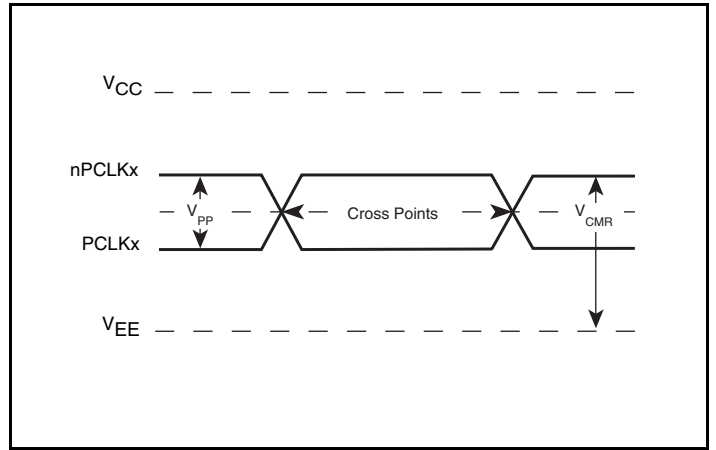 VCC
nPCLKx
VPP
Cross Points
VCMR
PCLKx
VEE